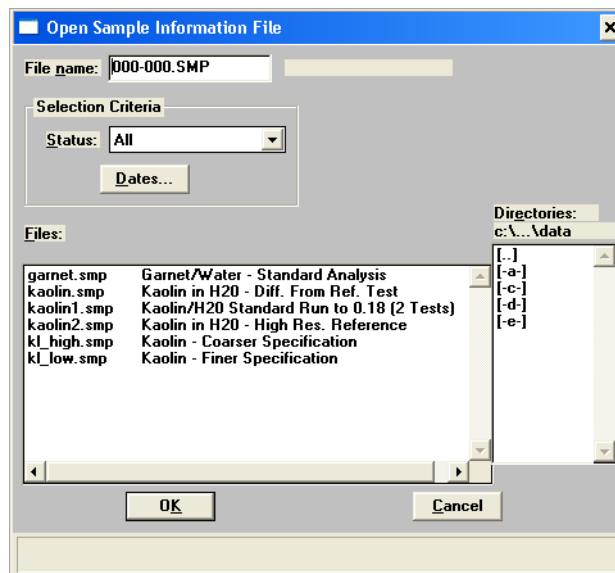 Open Sample Information File
File name: 000-000.SMP
Selection Criteria
Status: All
Dates...
Files:
garnet.smp Garnet/Water - Standard Analysis
kaolin.smp Kaolin in H20 - Diff. From Ref. Test
kaolin1.smp Kaolin/H20 Standard Run to 0.18 (2 Tests)
kaolin2.smp Kaolin in H20 - High Res. Reference
kl_high.smp Kaolin - Coarser Specification
kl_low.smp Kaolin - Finer Specification
Directories:
c:\...\data
[..]
[-a-]
[-c-]
[-d-]
[-e-]
OK
Cancel